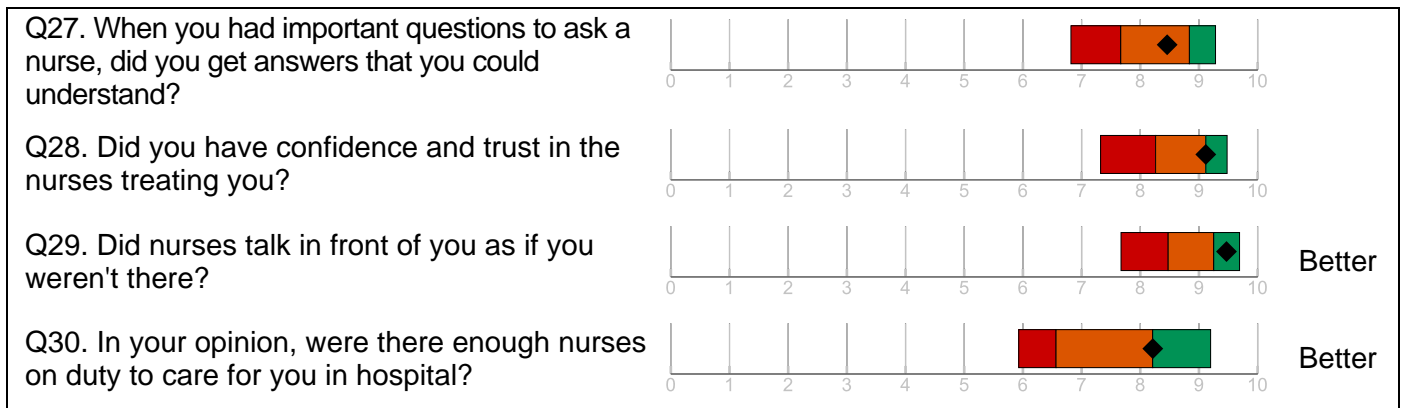 Q27. When you had important questions to ask a
nurse, did you get answers that you could
understand?
0 1 2 3 4 5 6 7 8 9 10
Q28. Did you have confidence and trust in the
nurses treating you?
0 1 2 3 4 5 6 7 8 9 10
Q29. Did nurses talk in front of you as if you
weren't there?
Better
0 1 2 3 4 5 6 7 8 9 10
Q30. In your opinion, were there enough nurses
on duty to care for you in hospital?
Better
0 1 2 3 4 5 6 7 8 9 10